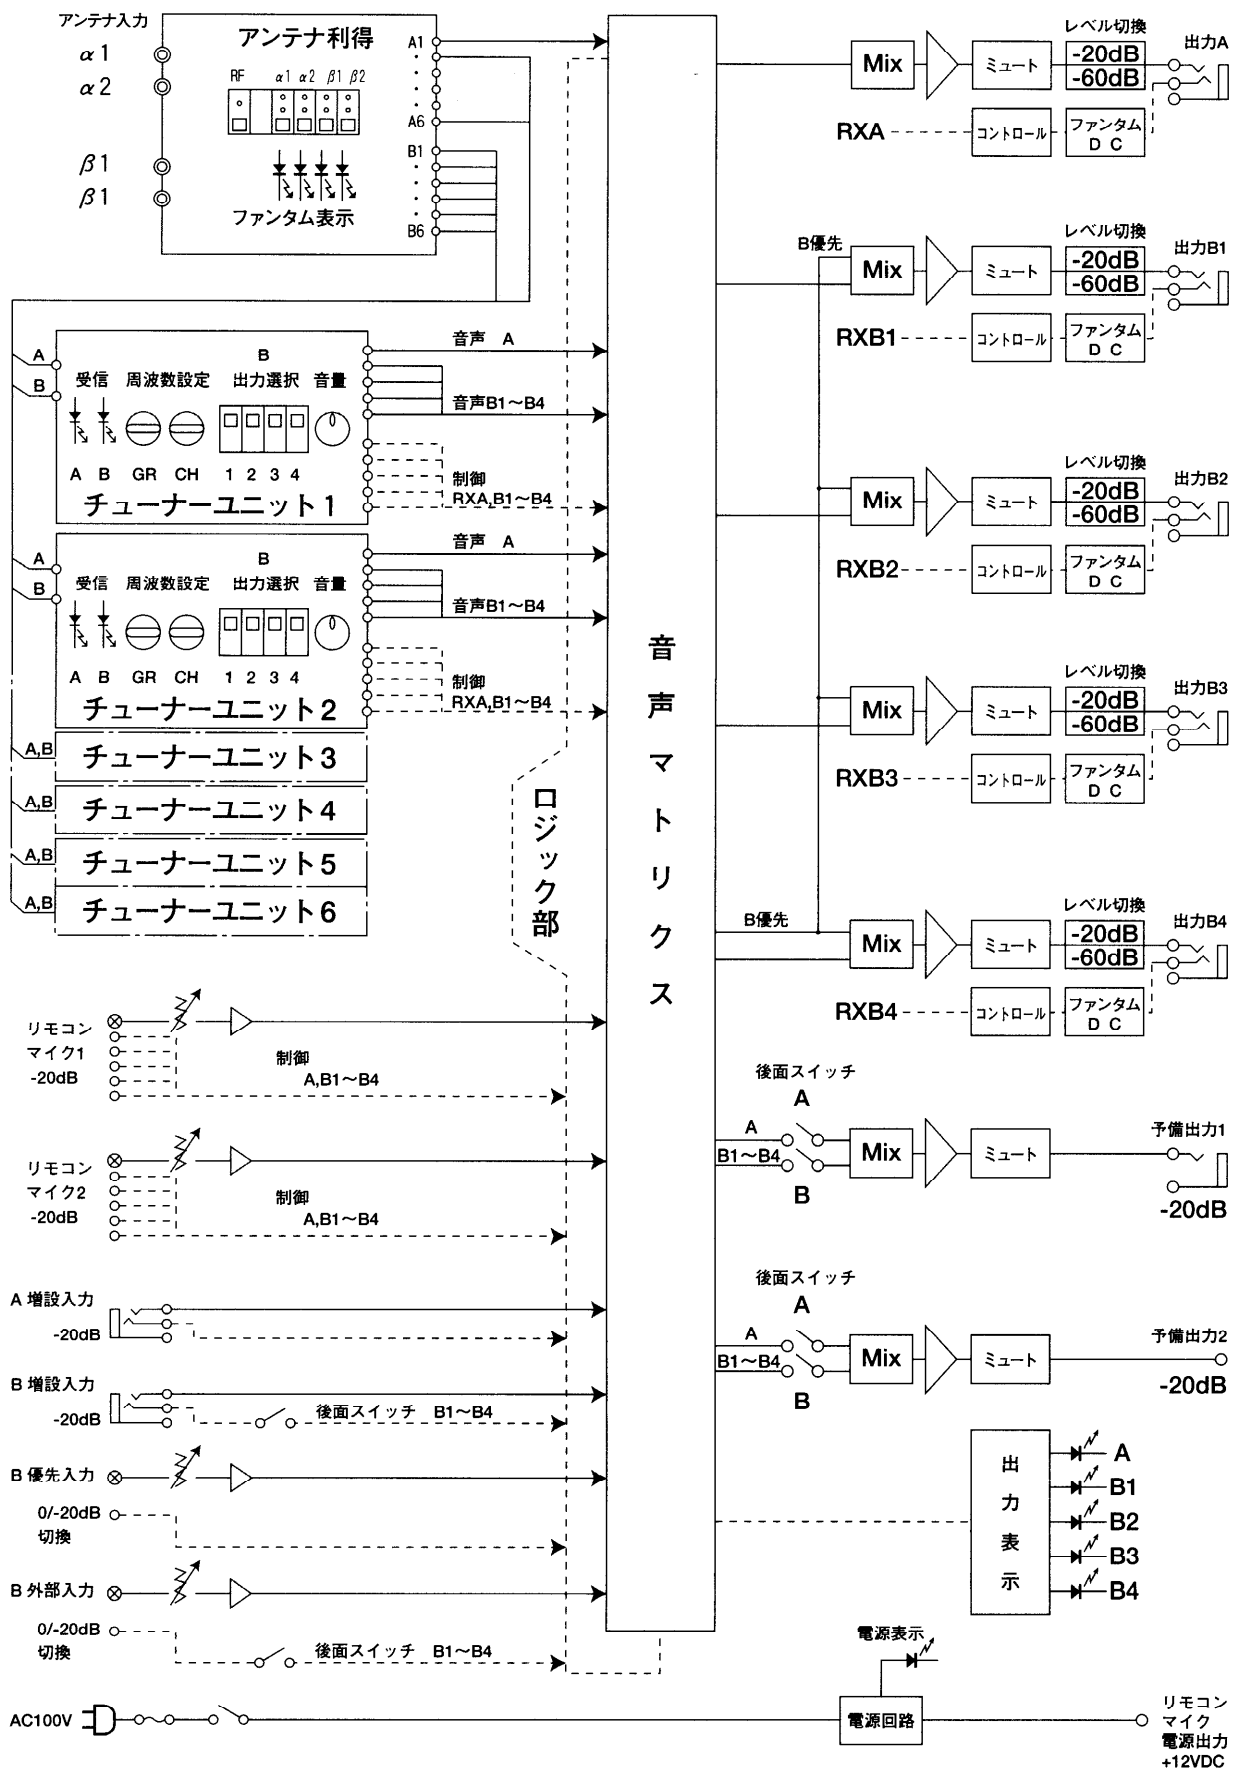 アンテナ入力
α1
α2
β1
β1
アンテナ利得
RF α1 α2 β1 β2
ファンタム表示
A1
A6
B1
B6
A
B
受信 周波数設定 B 出力選択 音量
A B GR CH 1 2 3 4
チューナーユニット1
音声 A
音声B1～B4
制御
RXA,B1～B4
A
B
受信 周波数設定 B 出力選択 音量
A B GR CH 1 2 3 4
チューナーユニット2
音声 A
音声B1～B4
制御
RXA,B1～B4
A,B チューナーユニット3
A,B チューナーユニット4
A,B チューナーユニット5
A,B チューナーユニット6
ロジック部
リモコン
マイク1
-20dB
制御
A,B1～B4
リモコン
マイク2
-20dB
制御
A,B1～B4
A 増設入力
-20dB
B 増設入力
-20dB
後面スイッチ B1～B4
B 優先入力
0/-20dB
切換
B 外部入力
0/-20dB
切換
後面スイッチ B1～B4
音声マトリクス
Mix
ミュート
レベル切換
-20dB
-60dB
出力A
RXA
コントロール
ファンタム
D C
B優先
Mix
ミュート
レベル切換
-20dB
-60dB
出力B1
RXB1
コントロール
ファンタム
D C
Mix
ミュート
レベル切換
-20dB
-60dB
出力B2
RXB2
コントロール
ファンタム
D C
Mix
ミュート
レベル切換
-20dB
-60dB
出力B3
RXB3
コントロール
ファンタム
D C
B優先
Mix
ミュート
レベル切換
-20dB
-60dB
出力B4
RXB4
コントロール
ファンタム
D C
後面スイッチ
A
A
B1～B4
B
Mix
ミュート
予備出力1
-20dB
後面スイッチ
A
A
B1～B4
B
Mix
ミュート
予備出力2
-20dB
出力表示
A
B1
B2
B3
B4
AC100V
電源表示
電源回路
リモコン
マイク
電源出力
+12VDC